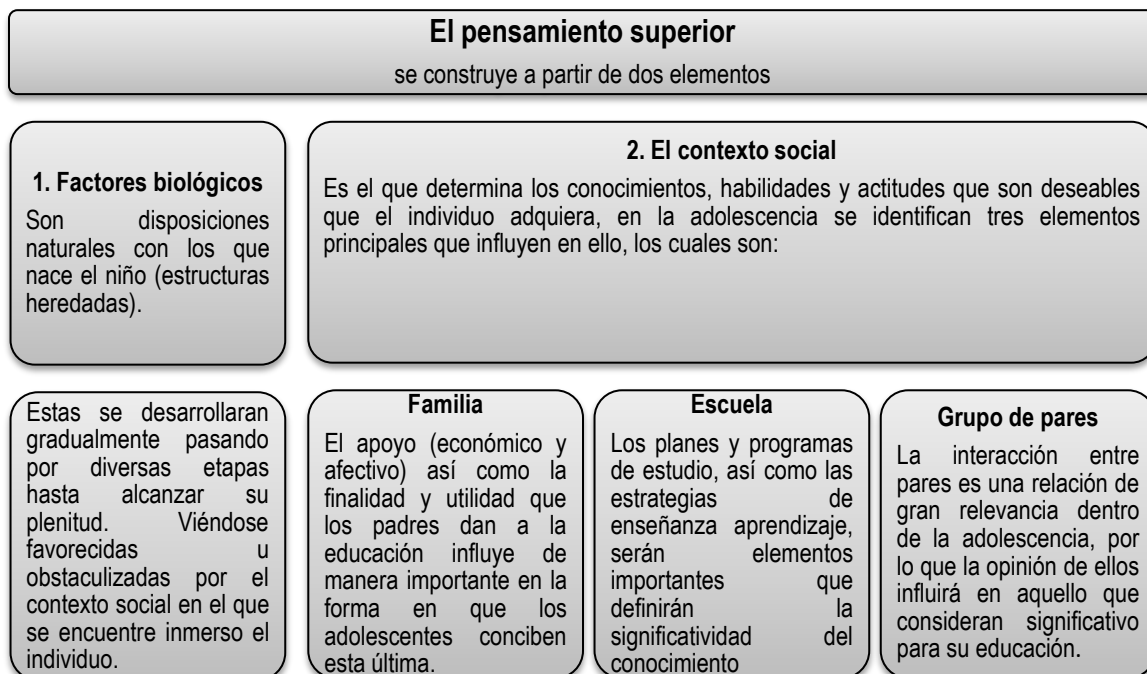 El pensamiento superior
se construye a partir de dos elementos
1. Factores biológicos
Son disposiciones
naturales con los que
nace el niño (estructuras
heredadas).
2. El contexto social
Es el que determina los conocimientos, habilidades y actitudes que son deseables
que el individuo adquiera, en la adolescencia se identifican tres elementos
principales que influyen en ello, los cuales son:
Estas se desarrollaran
gradualmente pasando
por diversas etapas
hasta alcanzar su
plenitud. Viéndose
favorecidas u
obstaculizadas por el
contexto social en el que
se encuentre inmerso el
individuo.
Familia
El apoyo (económico y
afectivo) así como la
finalidad y utilidad que
los padres dan a la
educación influye de
manera importante en la
forma en que los
adolescentes conciben
esta última.
Escuela
Los planes y programas
de estudio, así como las
estrategias de
enseñanza aprendizaje,
serán elementos
importantes que
definirán la
significatividad del
conocimiento
Grupo de pares
La interacción entre
pares es una relación de
gran relevancia dentro
de la adolescencia, por
lo que la opinión de ellos
influirá en aquello que
consideran significativo
para su educación.